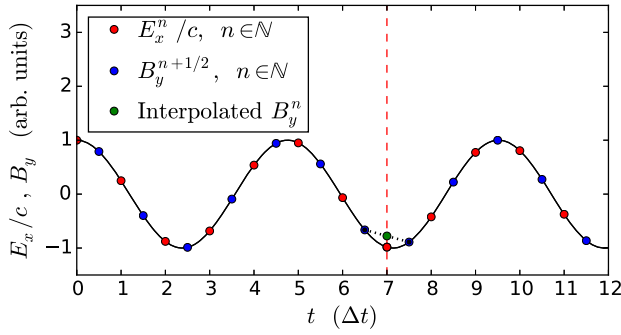 E_x^n /c, n∈ℕ
B_y^{n+1/2}, n∈ℕ
Interpolated B_y^n
3
2
1
0
−1
E_x /c , B_y (arb. units)
0 1 2 3 4 5 6 7 8 9 10 11 12
t (Δt)